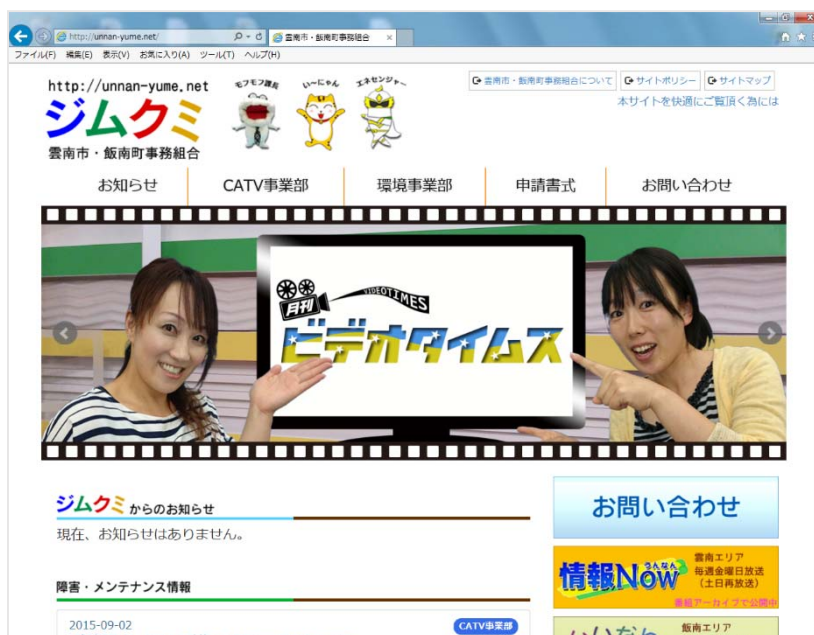 http://unnan-yume.net/
雲南市・飯南町事務組合
ファイル(F) 編集(E) 表示(V) お気に入り(A) ツール(T) ヘルプ(H)
http://unnan-yume.net
ジムクミ
雲南市・飯南町事務組合
モフモフ課長
い~にゃん
エネセンジャー
雲南市・飯南町事務組合について
サイトポリシー
サイトマップ
本サイトを快適にご覧頂く為には
お知らせ
CATV事業部
環境事業部
申請書式
お問い合わせ
月刊
VIDEOTIMES
ビデオタイムス
ジムクミからのお知らせ
現在、お知らせはありません。
お問い合わせ
情報Now うんなん
雲南エリア
毎週金曜日放送
(土日再放送)
番組アーカイブで公開中
障害・メンテナンス情報
2015-09-02
CATV事業部
飯南エリア